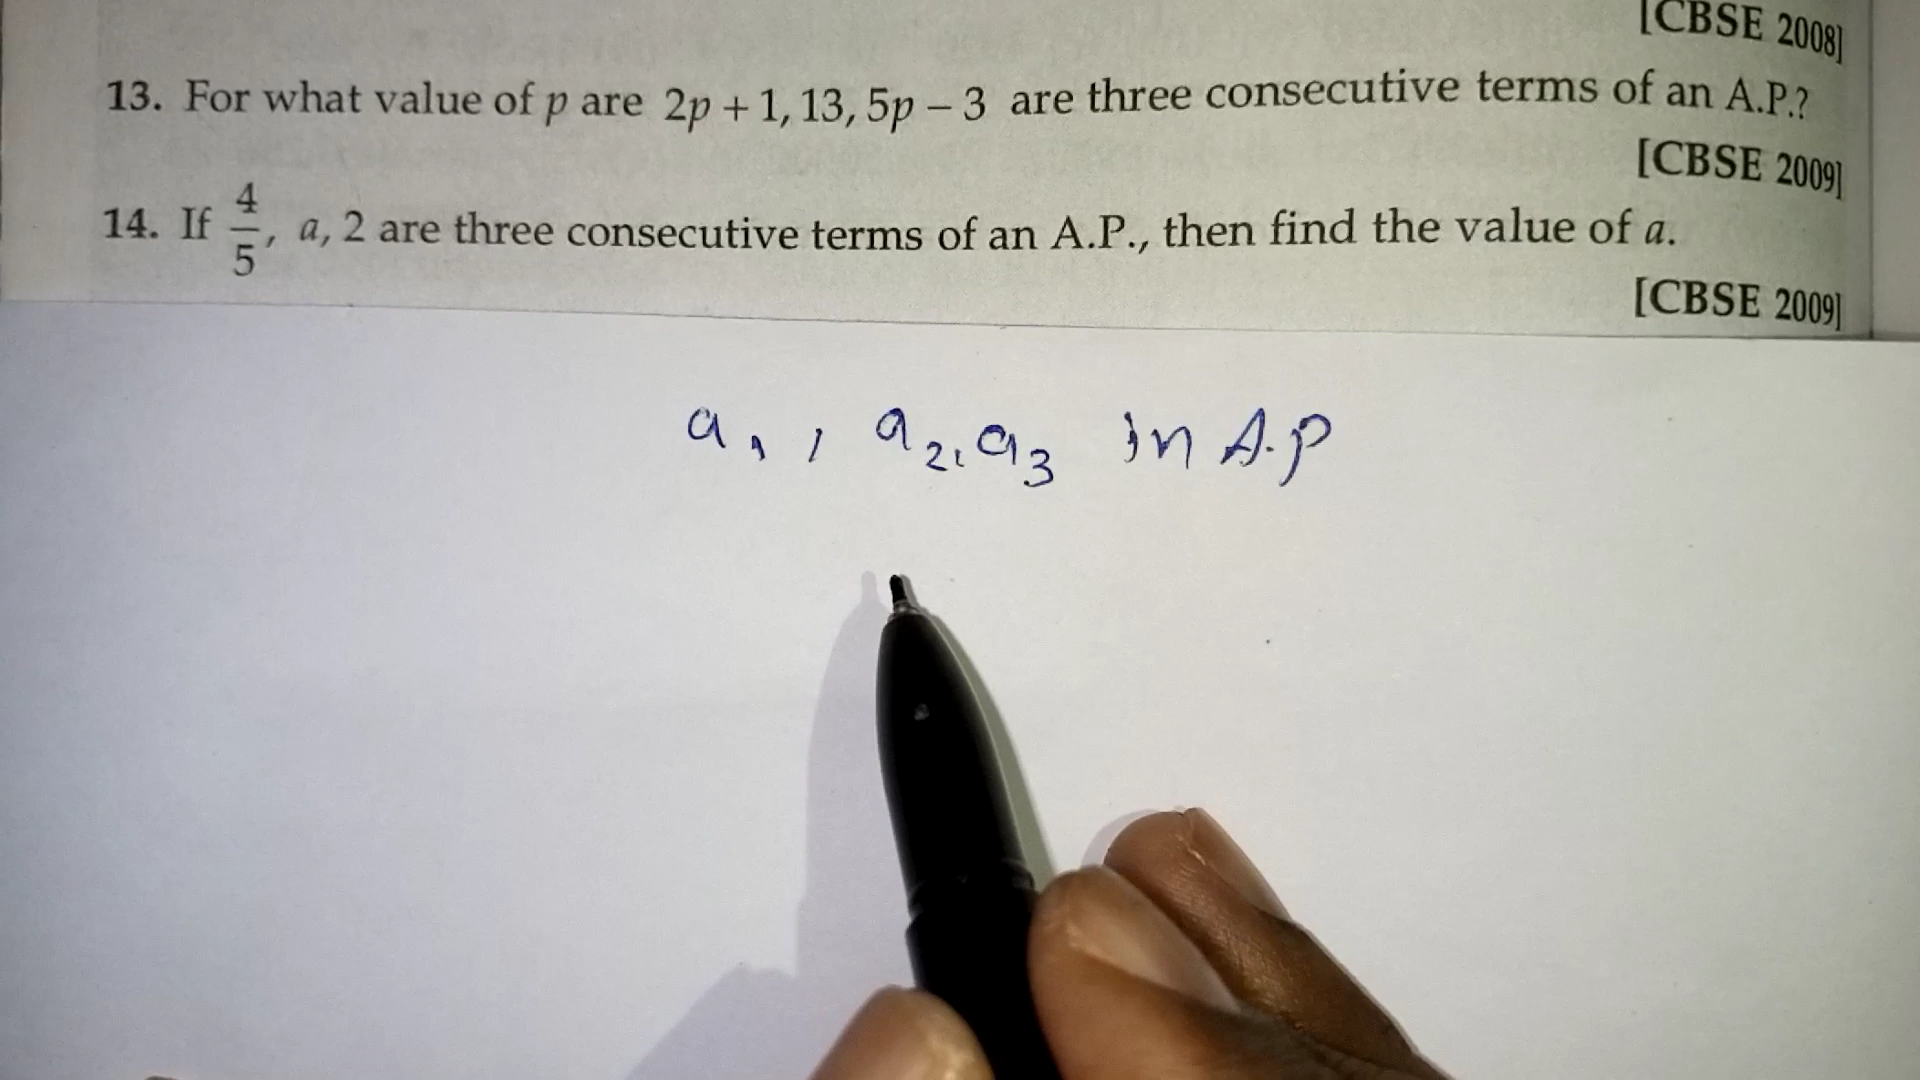 [CBSE 2008]
13. For what value of p are 2p + 1, 13, 5p – 3 are three consecutive terms of an A.P.?
[CBSE 2009]
14. If 4/5, a, 2 are three consecutive terms of an A.P., then find the value of a.
[CBSE 2009]
a₁, a₂, a₃ in A.P